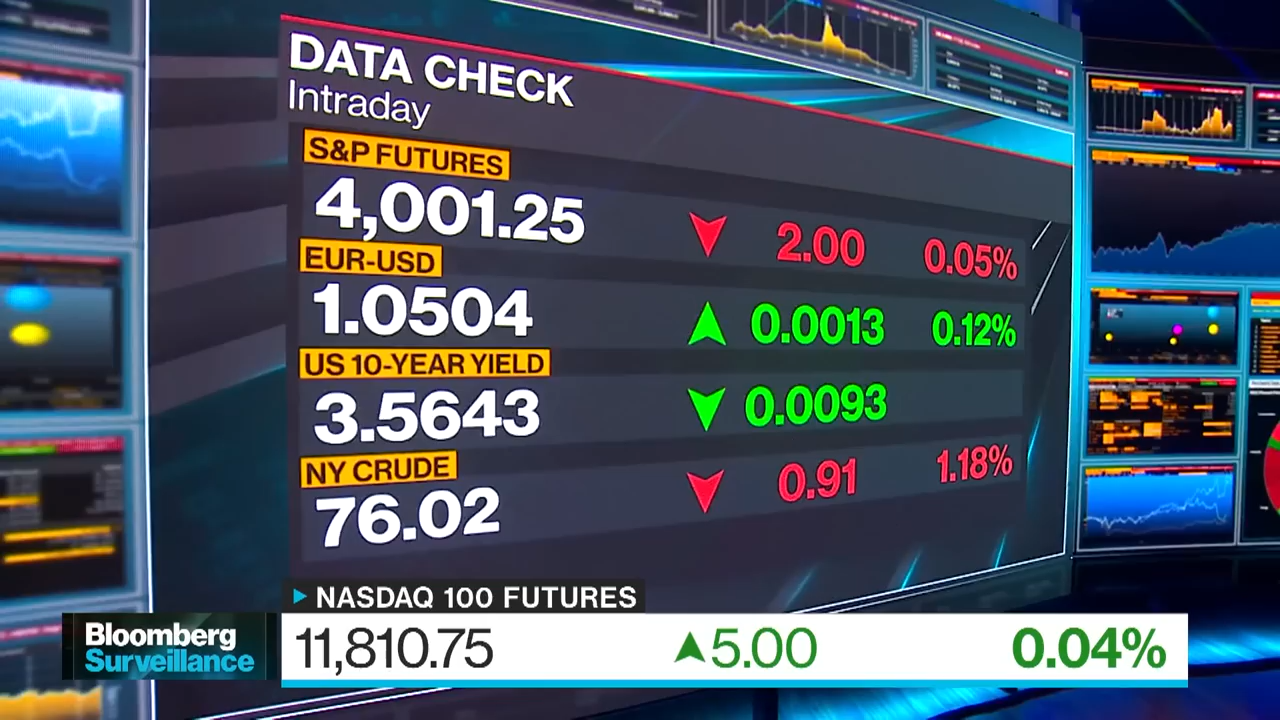 DATA CHECK
Intraday
S&P FUTURES
4,001.25 2.00 0.05%
EUR-USD
1.0504 0.0013 0.12%
US 10-YEAR YIELD
3.5643 0.0093
NY CRUDE
76.02 0.91 1.18%
NASDAQ 100 FUTURES
Bloomberg
Surveillance
11,810.75 5.00 0.04%